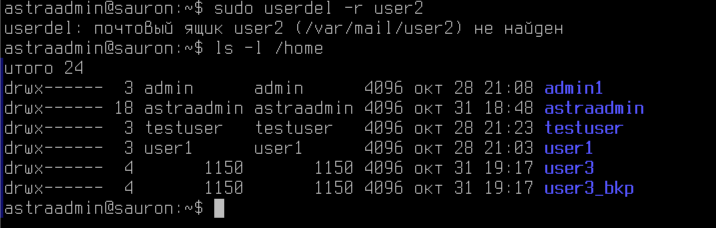 astraadmin@sauron:~$ sudo userdel -r user2
userdel: почтовый ящик user2 (/var/mail/user2) не найден
astraadmin@sauron:~$ ls -l /home
итого 24
drwx------ 3 admin admin 4096 окт 28 21:08 admin1
drwx------ 18 astraadmin astraadmin 4096 окт 31 18:48 astraadmin
drwx------ 3 testuser testuser 4096 окт 28 21:23 testuser
drwx------ 3 user1 user1 4096 окт 28 21:03 user1
drwx------ 4 1150 1150 4096 окт 31 19:17 user3
drwx------ 4 1150 1150 4096 окт 31 19:17 user3_bkp
astraadmin@sauron:~$